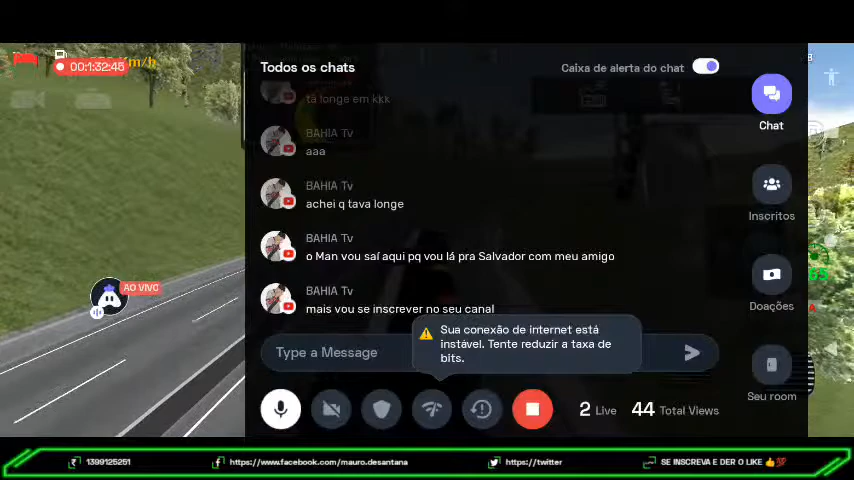 m/h
00:1:32:45
Todos os chats
Caixa de alerta do chat
tá longe em kkk
Chat
BAHIA Tv
aaa
BAHIA Tv
achei q tava longe
Inscritos
BAHIA Tv
o Man vou saí aqui pq vou lá pra Salvador com meu amigo
AO VIVO
BAHIA Tv
mais vou se inscrever no seu canal
Doações
Sua conexão de internet está
instável. Tente reduzir a taxa de
bits.
Type a Message
Seu room
2 Live 44 Total Views
1399125251
https://www.facebook.com/mauro.desantana
https://twitter
SE INSCREVA E DER O LIKE 👍💯